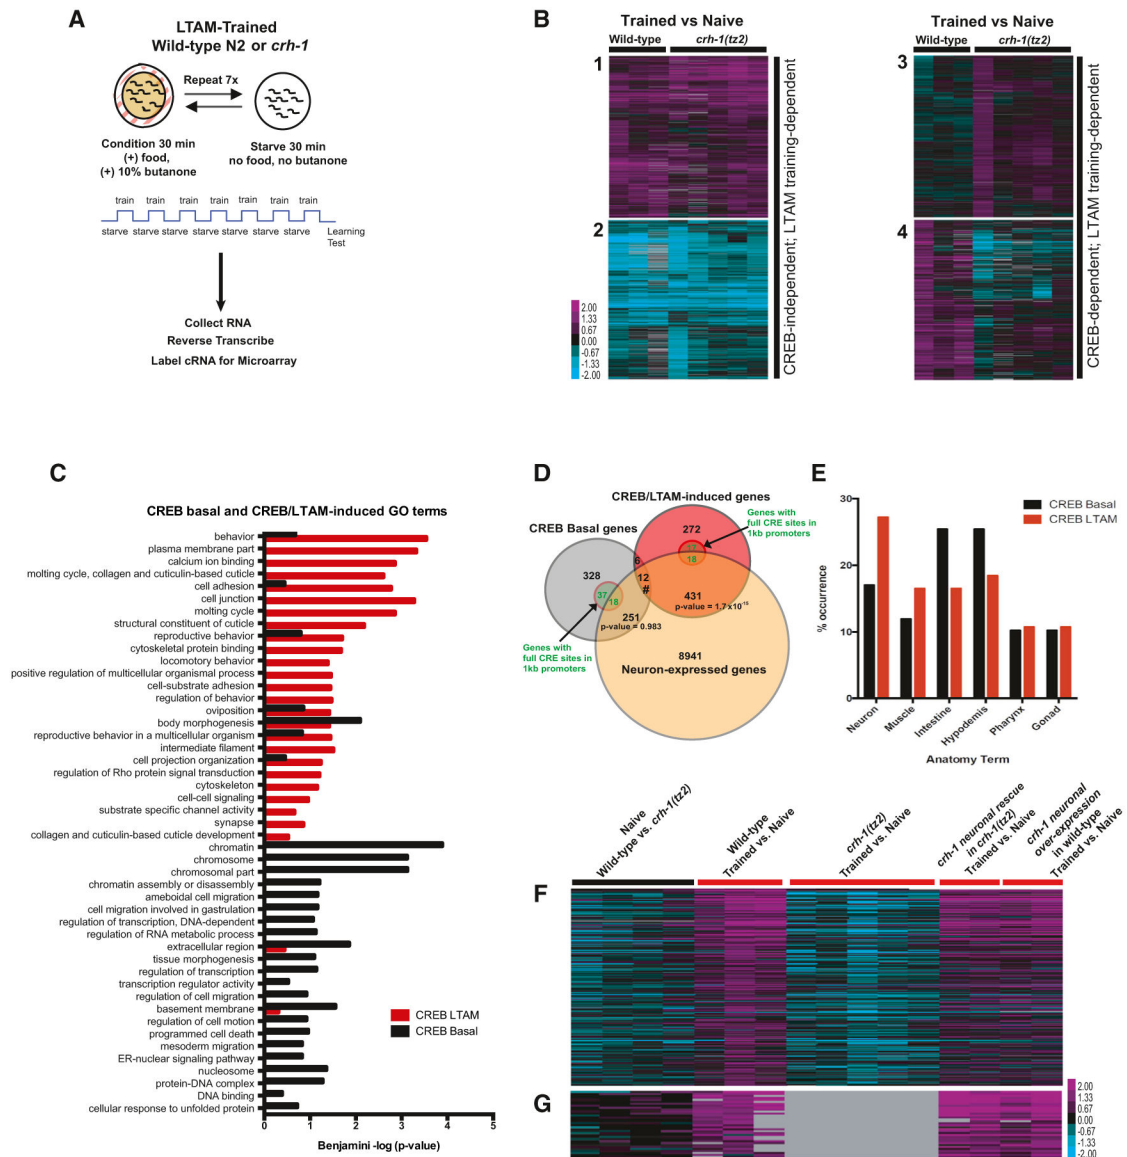 A
LTAM-Trained
Wild-type N2 or crh-1
Repeat 7x
Condition 30 min
(+) food,
(+) 10% butanone
Starve 30 min
no food, no butanone
train train train train train train train
starve starve starve starve starve starve starve
Learning
Test
Collect RNA
Reverse Transcribe
Label cRNA for Microarray
B
Trained vs Naive
Wild-type crh-1(tz2)
1
2
2.00
1.33
0.67
0.00
-0.67
-1.33
-2.00
CREB-independent; LTAM training-dependent
Trained vs Naive
Wild-type crh-1(tz2)
3
4
CREB-dependent; LTAM training-dependent
C
CREB basal and CREB/LTAM-induced GO terms
behavior
plasma membrane part
calcium ion binding
molting cycle, collagen and cuticulin-based cuticle
cell adhesion
cell junction
molting cycle
structural constituent of cuticle
reproductive behavior
cytoskeletal protein binding
locomotory behavior
positive regulation of multicellular organismal process
cell-substrate adhesion
regulation of behavior
oviposition
body morphogenesis
reproductive behavior in a multicellular organism
intermediate filament
cell projection organization
regulation of Rho protein signal transduction
cytoskeleton
cell-cell signaling
substrate specific channel activity
synapse
collagen and cuticulin-based cuticle development
chromatin
chromosome
chromosomal part
chromatin assembly or disassembly
ameboidal cell migration
cell migration involved in gastrulation
regulation of transcription, DNA-dependent
regulation of RNA metabolic process
extracellular region
tissue morphogenesis
regulation of transcription
transcription regulator activity
regulation of cell migration
basement membrane
regulation of cell motion
programmed cell death
mesoderm migration
ER-nuclear signaling pathway
nucleosome
protein-DNA complex
DNA binding
cellular response to unfolded protein
CREB LTAM
CREB Basal
0 1 2 3 4 5
Benjamini -log (p-value)
D
CREB/LTAM-induced genes
CREB Basal genes
Genes with
full CRE sites in
1kb promoters
272
37
18
6
12
#
328
37
18
431
p-value = 1.7x10-15
251
p-value = 0.983
Genes with
full CRE sites in
1kb promoters
8941
Neuron-expressed genes
E
CREB Basal
CREB LTAM
30
20
10
0
% occurrence
Neuron
Muscle
Intestine
Hypodemis
Pharynx
Gonad
Anatomy Term
Naive
Wild-type vs. crh-1(tz2)
Wild-type
Trained vs. Naive
crh-1(tz2)
Trained vs. Naive
crh-1 neuronal rescue
in crh-1(tz2)
Trained vs. Naive
crh-1 neuronal
over-expression
in wild-type
Trained vs. Naive
F
G
2.00
1.33
0.67
0.00
-0.67
-1.33
-2.00